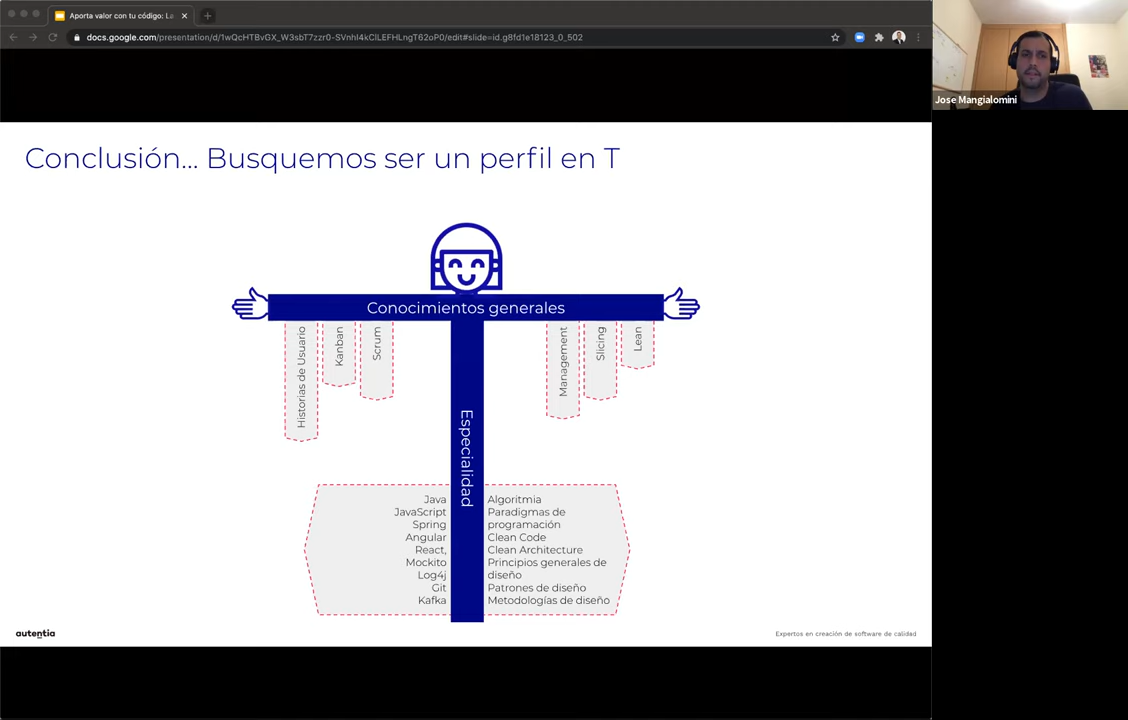 Aporta valor con tu código: La
docs.google.com/presentation/d/1wQcHTBvGX_W3sbT7zzr0-SVnhI4kClLEFHLngT62oP0/edit#slide=id.g8fd1e18123_0_502
Jose Mangialomini
Conclusión... Busquemos ser un perfil en T
Conocimientos generales
Historias de Usuario
Kanban
Scrum
Management
Slicing
Lean
Especialidad
Java
JavaScript
Spring
Angular
React,
Mockito
Log4j
Git
Kafka
Algoritmia
Paradigmas de
programación
Clean Code
Clean Architecture
Principios generales de
diseño
Patrones de diseño
Metodologías de diseño
autentia
Expertos en creación de software de calidad